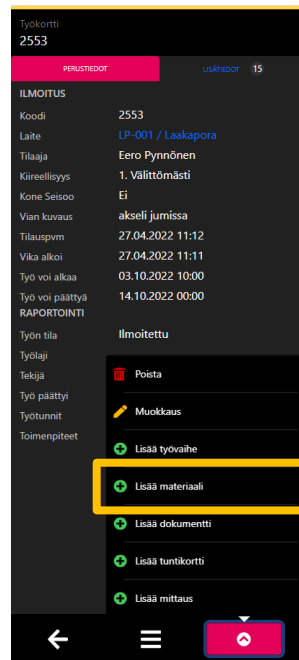 Työkortti
2553
PERUSTIEDOT LISÄTIEDOT 15
ILMOITUS
Koodi 2553
Laite LP-001 / Laakapora
Tilaaja Eero Pynnönen
Kiireellisyys 1. Välittömästi
Kone Seisoo Ei
Vian kuvaus akseli jumissa
Tilauspvm 27.04.2022 11:12
Vika alkoi 27.04.2022 11:11
Työ voi alkaa 03.10.2022 10:00
Työ voi päättyä 14.10.2022 00:00
RAPORTOINTI
Työn tila Ilmoitettu
Työlaji
Tekijä
Työ päättyi
Työtunnit
Toimenpiteet
Poista
Muokkaus
Lisää työvaihe
Lisää materiaali
Lisää dokumentti
Lisää tuntikortti
Lisää mittaus